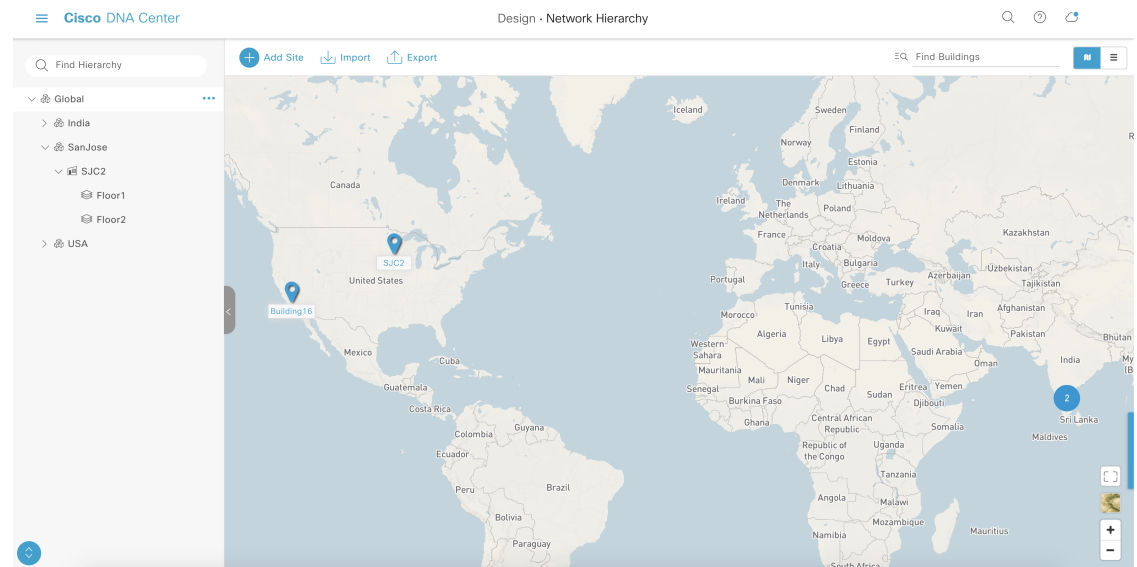 Cisco DNA Center
Design · Network Hierarchy
Find Hierarchy
Global
India
SanJose
SJC2
Floor1
Floor2
USA
Add Site
Import
Export
Find Buildings
Iceland
Sweden
Finland
Norway
Estonia
R
Canada
Denmark
Lithuania
Ireland
The
Netherlands
Poland
France
Moldova
Kazakhstan
Croatia
SJC2
Italy
Bulgaria
Uzbekistan
United States
Portugal
Greece
Turkey
Azerbaijan
Tajikistan
Building16
Tunisia
Morocco
Iraq
Iran
Afghanistan
Algeria
Libya
Egypt
Kuwait
Pakistan
Bhutan
Western
Sahara
Mexico
Saudi Arabia
Oman
India
My
(B
Cuba
Mauritania
Guatemala
Senegal
Mali
Niger
Chad
Sudan
Eritrea
Yemen
2
Costa Rica
Burkina Faso
Djibouti
Ghana
Central African
Republic
Sri Lanka
Guyana
Somalia
Colombia
Maldives
Republic of
the Congo
Uganda
Ecuador
Tanzania
Peru
Brazil
Angola
Malawi
Bolivia
Mozambique
Mauritius
Namibia
Paraguay
South Africa
+
−